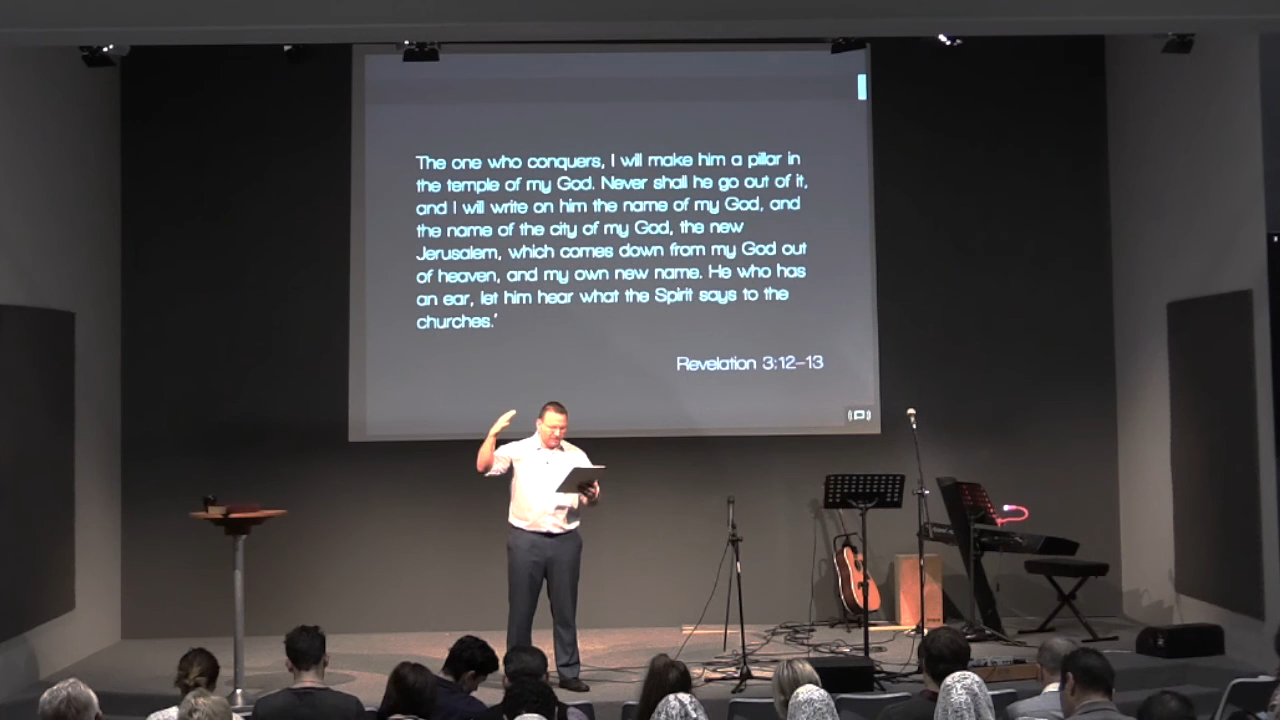 The one who conquers, I will make him a pillar in
the temple of my God. Never shall he go out of it,
and I will write on him the name of my God, and
the name of the city of my God, the new
Jerusalem, which comes down from my God out
of heaven, and my own new name. He who has
an ear, let him hear what the Spirit says to the
churches.'
Revelation 3:12–13